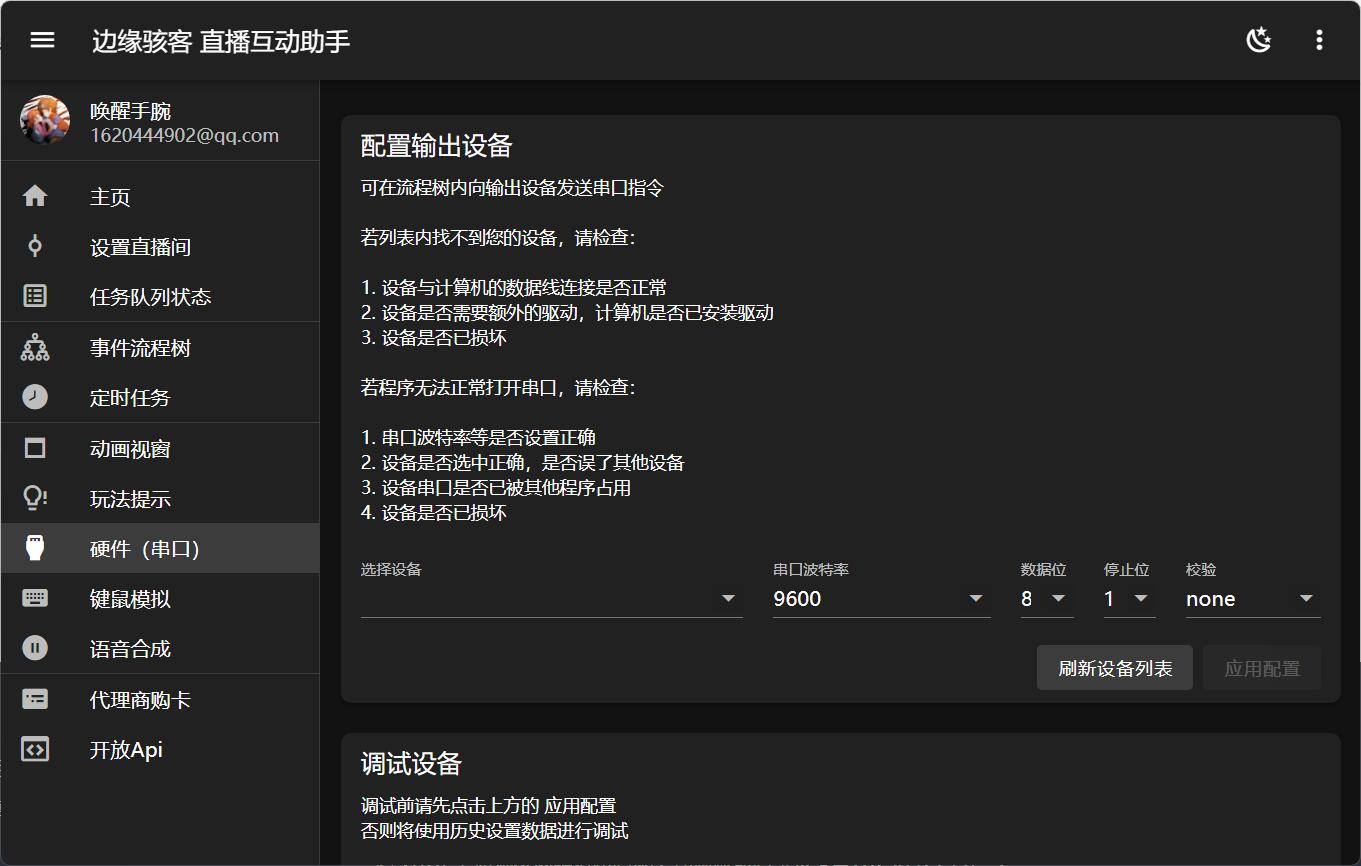 边缘骇客 直播互动助手
唤醒手腕
1620444902@qq.com
主页
设置直播间
任务队列状态
事件流程树
定时任务
动画视窗
玩法提示
硬件（串口）
键鼠模拟
语音合成
代理商购卡
开放Api
配置输出设备
可在流程树内向输出设备发送串口指令
若列表内找不到您的设备，请检查：
1. 设备与计算机的数据线连接是否正常
2. 设备是否需要额外的驱动，计算机是否已安装驱动
3. 设备是否已损坏
若程序无法正常打开串口，请检查：
1. 串口波特率等是否设置正确
2. 设备是否选中正确，是否误了其他设备
3. 设备串口是否已被其他程序占用
4. 设备是否已损坏
选择设备 串口波特率 数据位 停止位 校验
9600 8 1 none
刷新设备列表 应用配置
调试设备
调试前请先点击上方的 应用配置
否则将使用历史设置数据进行调试